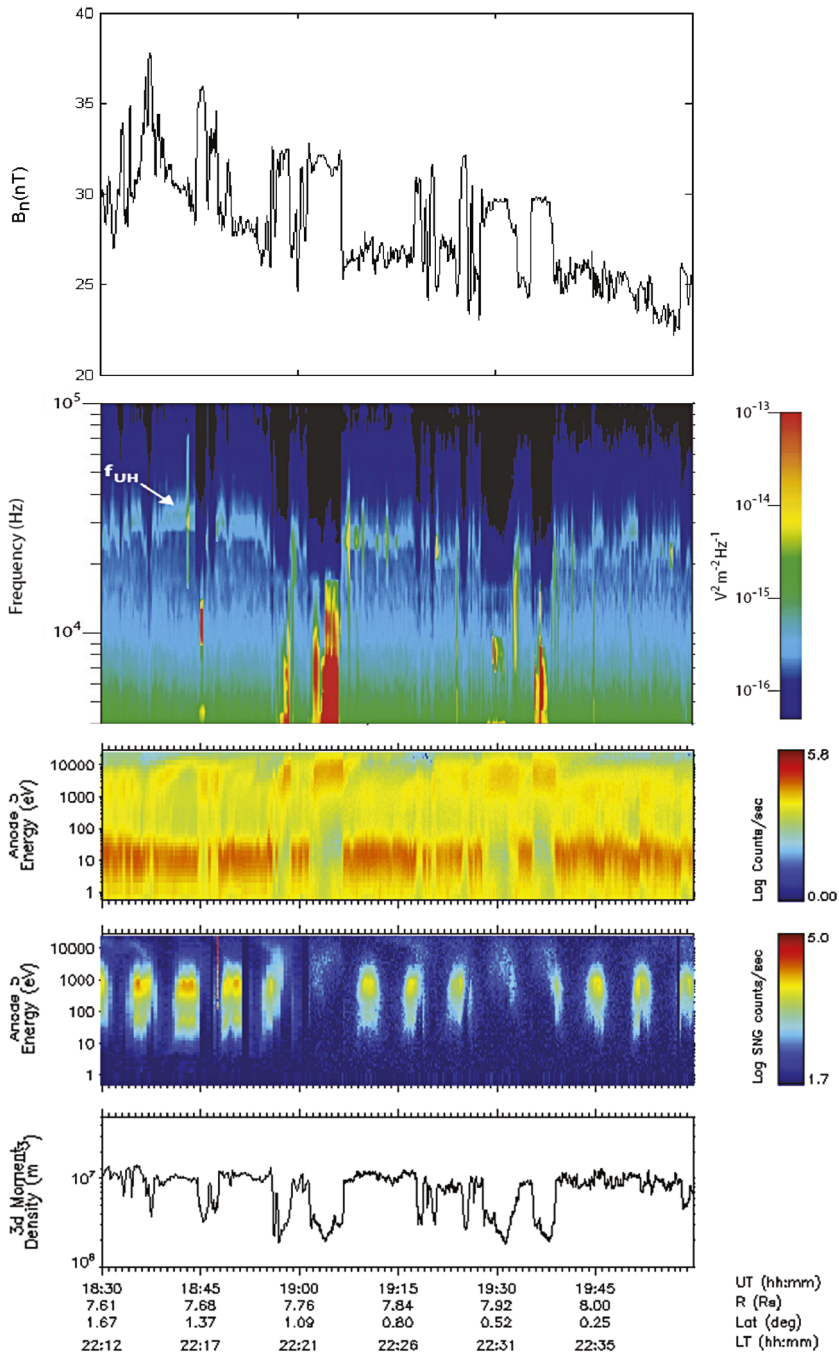 40
35
30
25
20
Bn(nT)
10^5
10^4
Frequency (Hz)
fUH
10^-13
10^-14
10^-15
10^-16
V^2 m^-2 Hz^-1
10000
1000
100
10
1
Anode 5
Energy (eV)
5.8
0.00
Log Counts/sec
10000
1000
100
10
1
Anode 5
Energy (eV)
5.0
1.7
Log SNG counts/sec
10^7
10^6
3d Moment
Density (m^-3)
18:30 18:45 19:00 19:15 19:30 19:45 UT (hh:mm)
7.61 7.68 7.76 7.84 7.92 8.00 R (Rs)
1.67 1.37 1.09 0.80 0.52 0.25 Lat (deg)
22:12 22:17 22:21 22:26 22:31 22:35 LT (hh:mm)